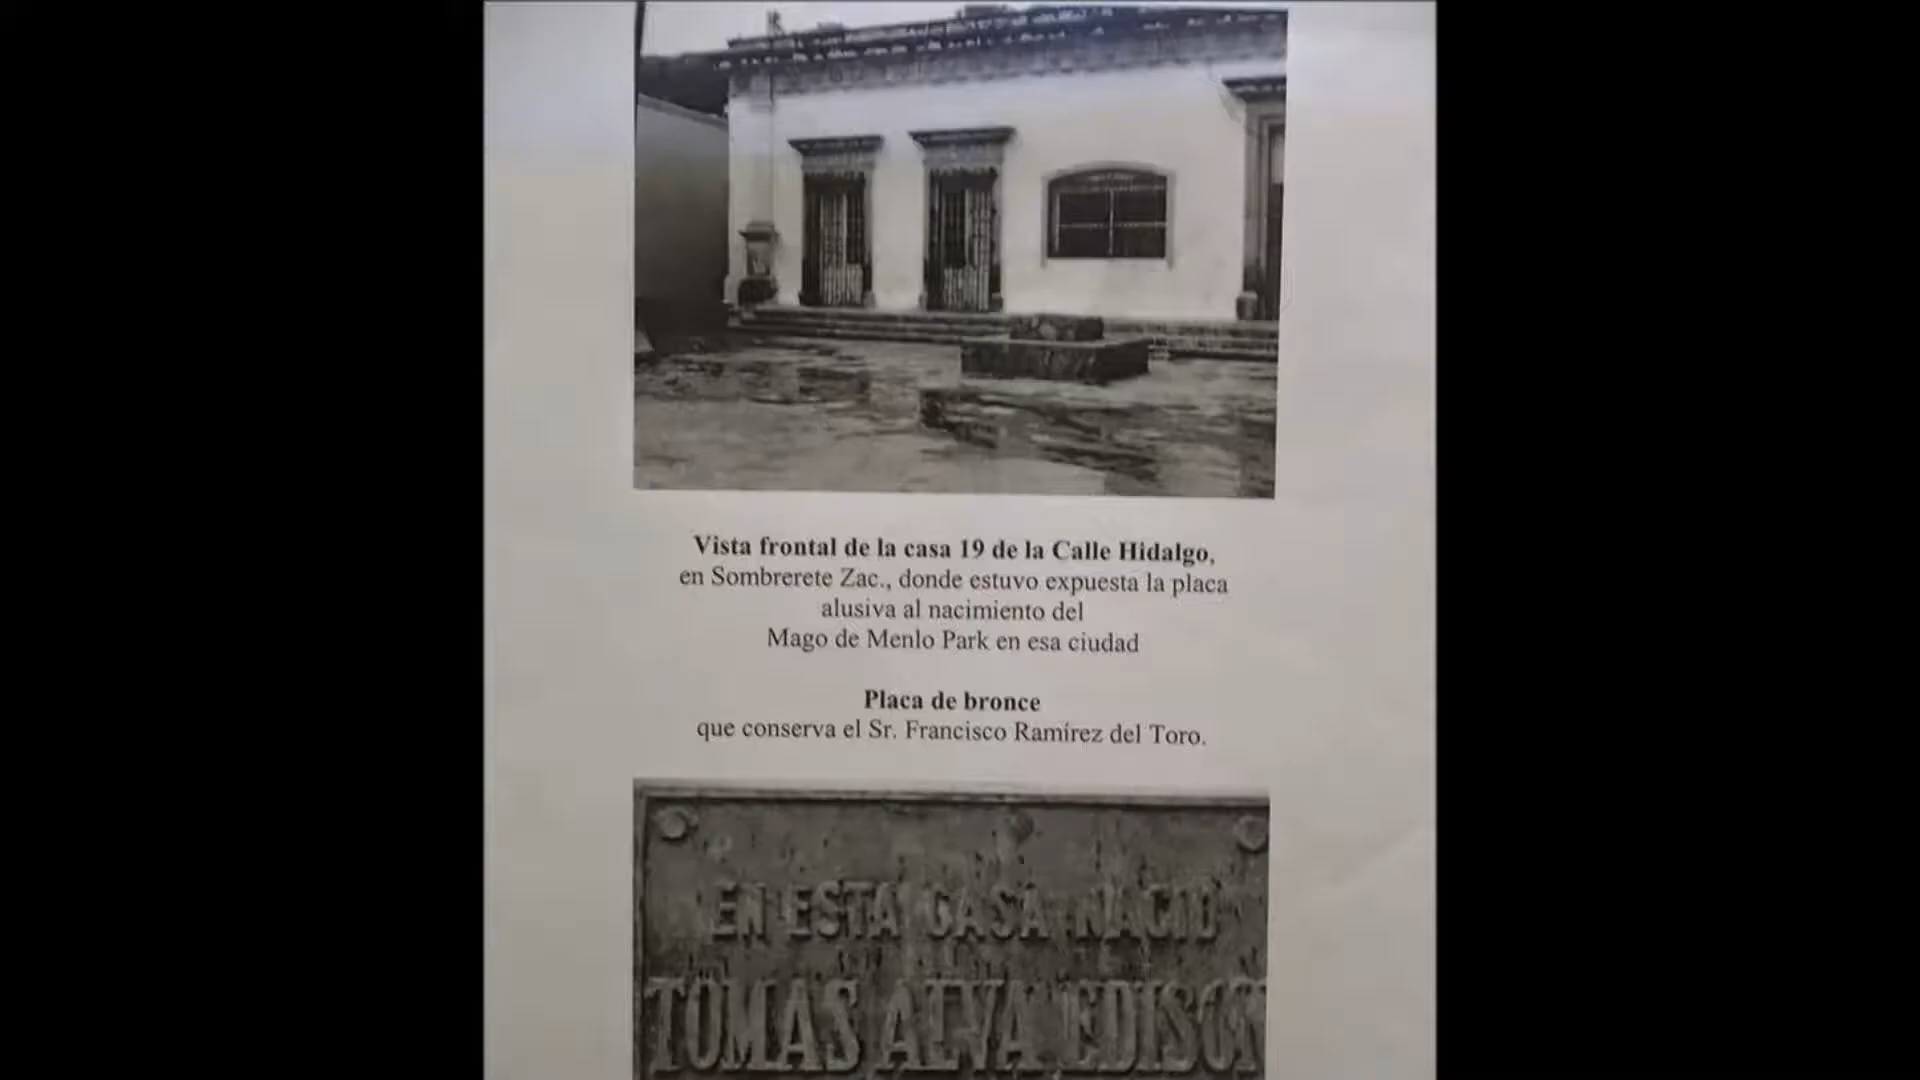 Vista frontal de la casa 19 de la Calle Hidalgo,
en Sombrerete Zac., donde estuvo expuesta la placa
alusiva al nacimiento del
Mago de Menlo Park en esa ciudad
Placa de bronce
que conserva el Sr. Francisco Ramírez del Toro.
EN ESTA CASA NACIO
TOMAS ALVA EDISON